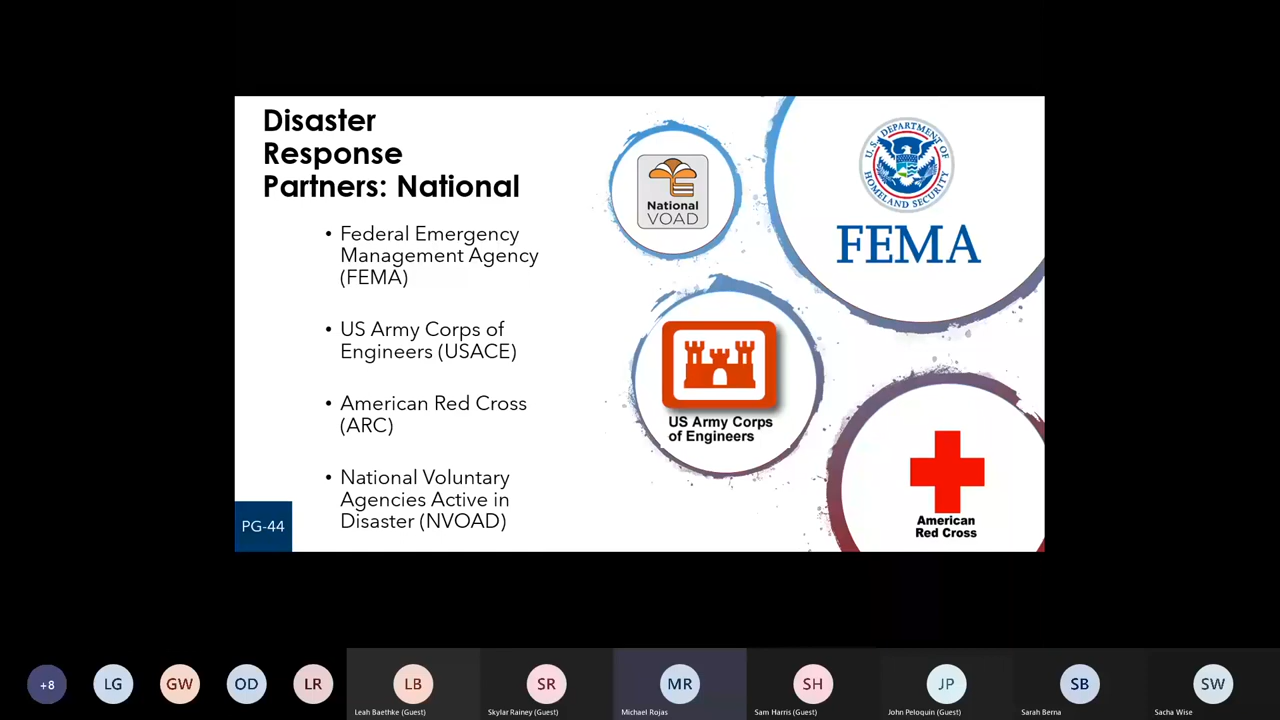 Disaster
Response
Partners: National
• Federal Emergency
Management Agency
(FEMA)
• US Army Corps of
Engineers (USACE)
• American Red Cross
(ARC)
• National Voluntary
Agencies Active in
Disaster (NVOAD)
PG-44
National
VOAD
U.S. DEPARTMENT OF
HOMELAND SECURITY
FEMA
US Army Corps
of Engineers
American
Red Cross
+8
LG
GW
OD
LR
LB
Leah Baethke (Guest)
SR
Skylar Rainey (Guest)
MR
Michael Rojas
SH
Sam Harris (Guest)
JP
John Peloquin (Guest)
SB
Sarah Berna
SW
Sacha Wise